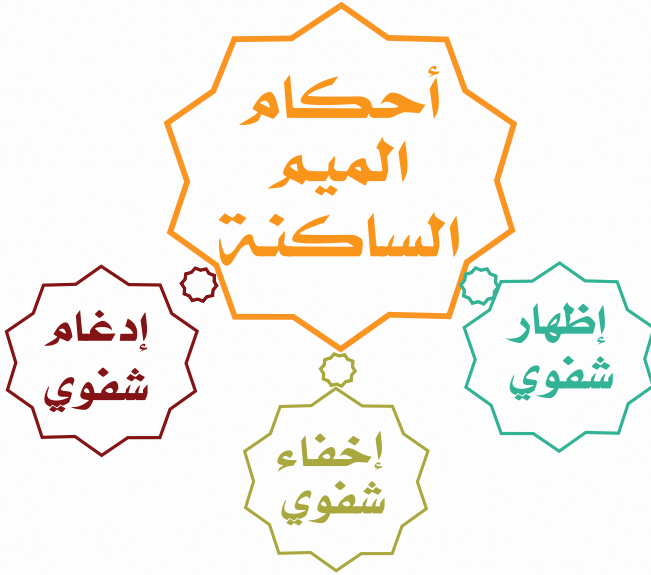 أحكام
الميم
الساكنة
إظهار
شفوي
إخفاء
شفوي
إدغام
شفوي